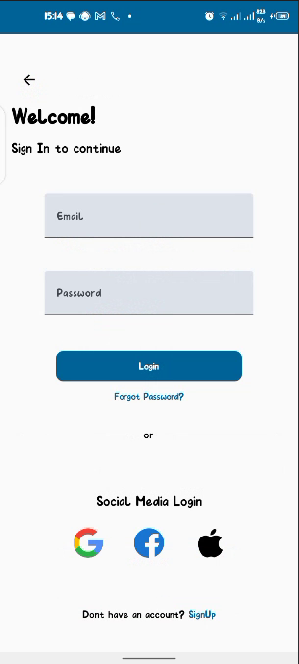 15:14
Welcome!
Sign In to continue
Email
Password
Login
Forgot Password?
or
Social Media Login
Dont have an account? SignUp